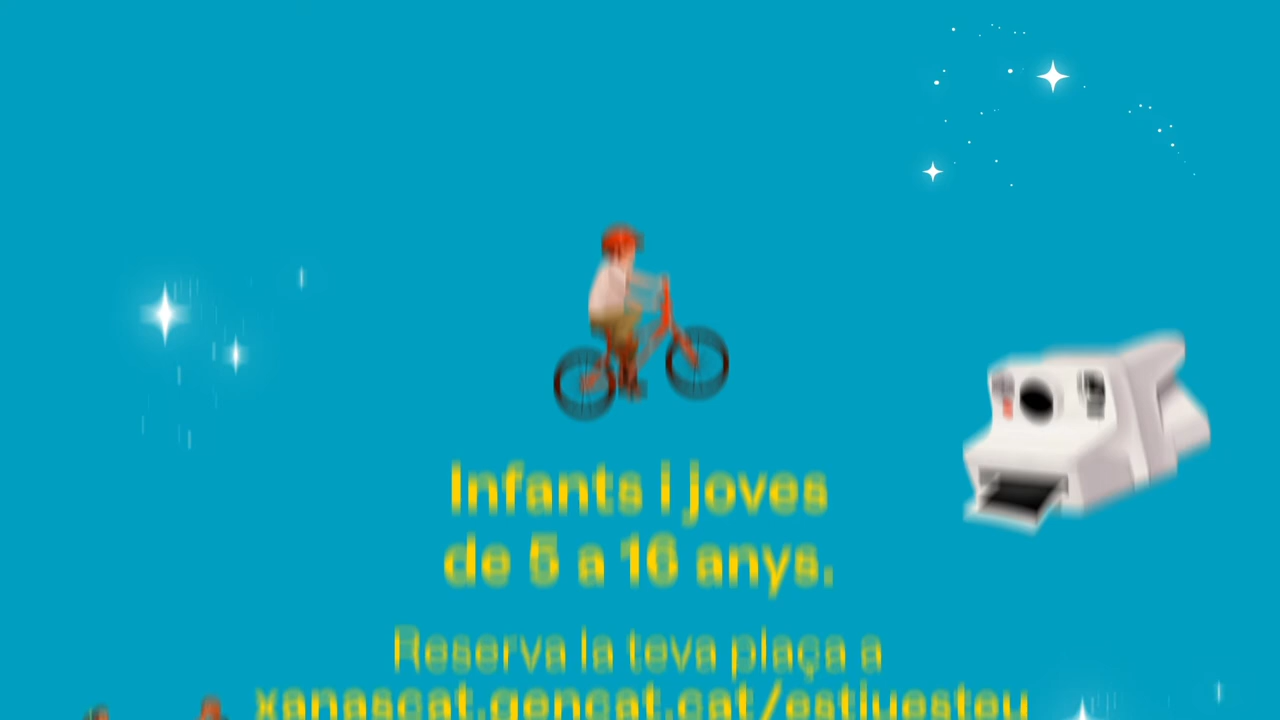 Infants i joves
de 5 a 16 anys.
Reserva la teva plaça a
xanascat.gencat.cat/estiuesteu